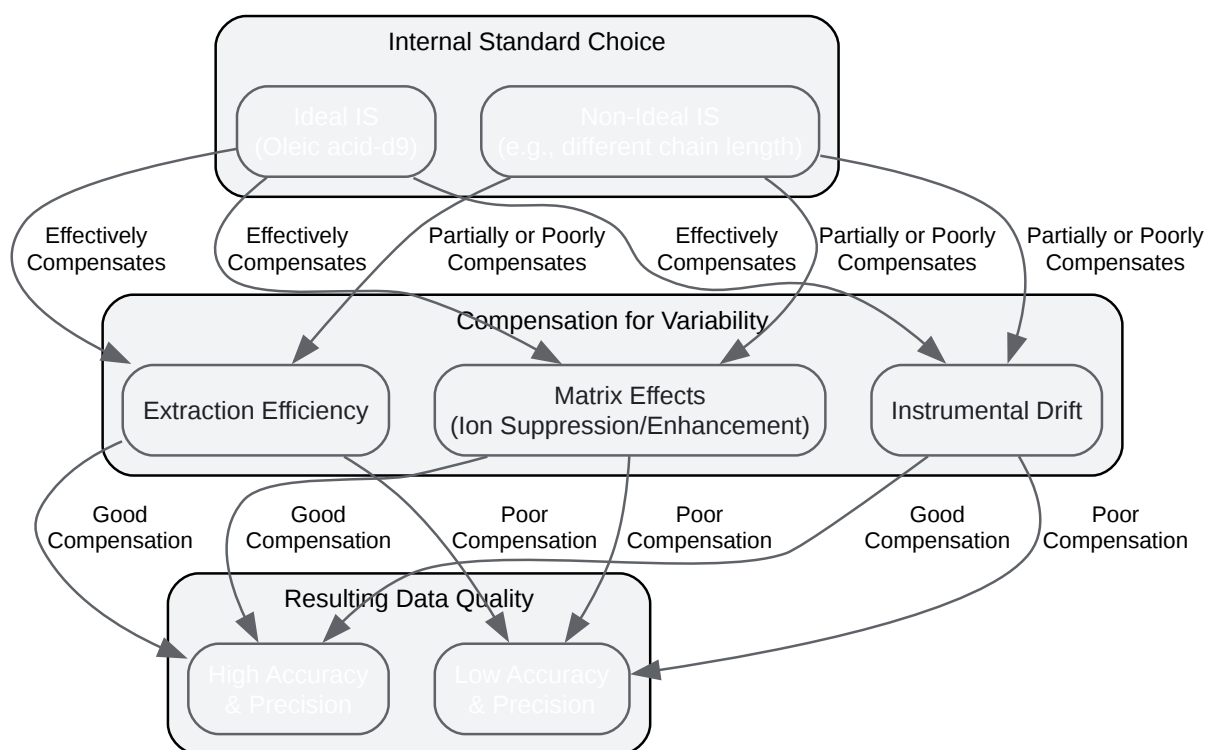 Internal Standard Choice
Ideal IS
(Oleic acid-d9)
Non-Ideal IS
(e.g., different chain length)
Effectively
Compensates
Effectively
Compensates
Partially or Poorly
Compensates
Effectively
Compensates
Partially or Poorly
Compensates
Partially or Poorly
Compensates
Compensation for Variability
Extraction Efficiency
Matrix Effects
(Ion Suppression/Enhancement)
Instrumental Drift
Good
Compensation
Good
Compensation
Poor
Compensation
Poor
Compensation
Good
Compensation
Poor
Compensation
Resulting Data Quality
High Accuracy
& Precision
Low Accuracy
& Precision